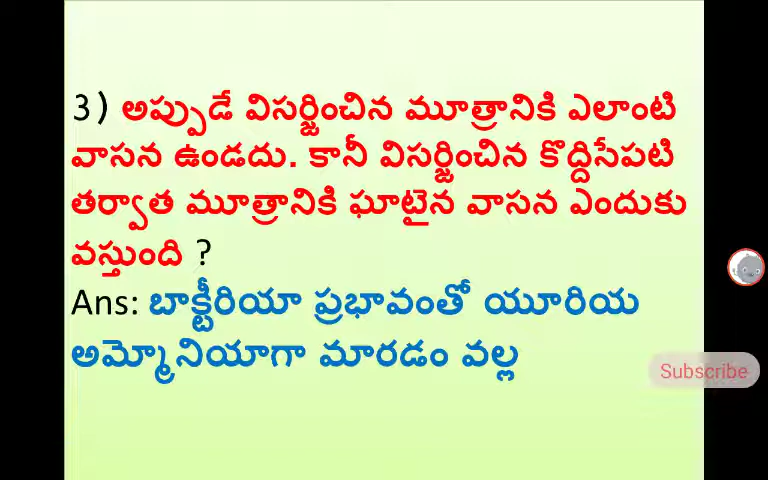 3) అప్పుడే విసర్జించిన మూత్రానికి ఎలాంటి
వాసన ఉండదు. కానీ విసర్జించిన కొద్దిసేపటి
తర్వాత మూత్రానికి ఘాటైన వాసన ఎందుకు
వస్తుంది ?
Ans: బాక్టీరియా ప్రభావంతో యూరియ
అమ్మోనియాగా మారడం వల్ల
Subscribe